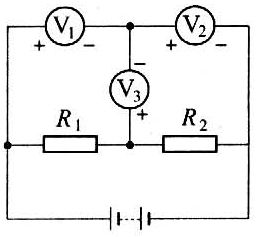 V1 V2
+ − + −
−
V3
+
R1 R2